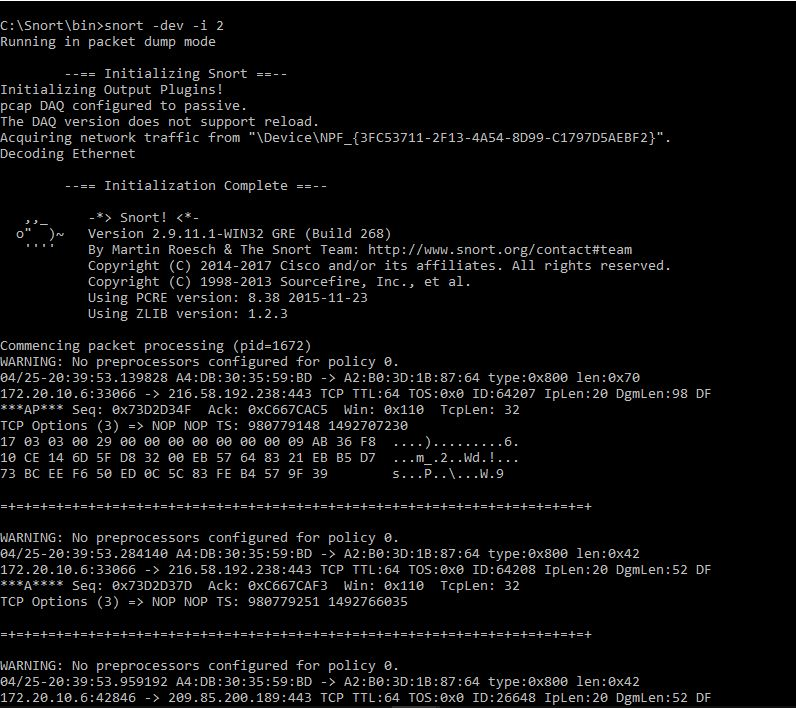 C:\Snort\bin>snort -dev -i 2
Running in packet dump mode
--== Initializing Snort ==--
Initializing Output Plugins!
pcap DAQ configured to passive.
The DAQ version does not support reload.
Acquiring network traffic from "\Device\NPF_{3FC53711-2F13-4A54-8D99-C1797D5AEBF2}".
Decoding Ethernet
--== Initialization Complete ==--
,,_ -*> Snort! <*-
o" )~ Version 2.9.11.1-WIN32 GRE (Build 268)
'''' By Martin Roesch & The Snort Team: http://www.snort.org/contact#team
Copyright (C) 2014-2017 Cisco and/or its affiliates. All rights reserved.
Copyright (C) 1998-2013 Sourcefire, Inc., et al.
Using PCRE version: 8.38 2015-11-23
Using ZLIB version: 1.2.3
Commencing packet processing (pid=1672)
WARNING: No preprocessors configured for policy 0.
04/25-20:39:53.139828 A4:DB:30:35:59:BD -> A2:B0:3D:1B:87:64 type:0x800 len:0x70
172.20.10.6:33066 -> 216.58.192.238:443 TCP TTL:64 TOS:0x0 ID:64207 IpLen:20 DgmLen:98 DF
***AP*** Seq: 0x73D2D34F Ack: 0xC667CAC5 Win: 0x110 TcpLen: 32
TCP Options (3) => NOP NOP TS: 980779148 1492707230
17 03 03 00 29 00 00 00 00 00 00 00 09 AB 36 F8 ....).........6.
10 CE 14 6D 5F D8 32 00 EB 57 64 83 21 EB B5 D7 ...m_.2..Wd.!...
73 BC EE F6 50 ED 0C 5C 83 FE B4 57 9F 39 s...P..\...W.9
=+=+=+=+=+=+=+=+=+=+=+=+=+=+=+=+=+=+=+=+=+=+=+=+=+=+=+=+=+=+=+=+=+=+=+=+=+
WARNING: No preprocessors configured for policy 0.
04/25-20:39:53.284140 A4:DB:30:35:59:BD -> A2:B0:3D:1B:87:64 type:0x800 len:0x42
172.20.10.6:33066 -> 216.58.192.238:443 TCP TTL:64 TOS:0x0 ID:64208 IpLen:20 DgmLen:52 DF
***A**** Seq: 0x73D2D37D Ack: 0xC667CAF3 Win: 0x110 TcpLen: 32
TCP Options (3) => NOP NOP TS: 980779251 1492766035
=+=+=+=+=+=+=+=+=+=+=+=+=+=+=+=+=+=+=+=+=+=+=+=+=+=+=+=+=+=+=+=+=+=+=+=+=+
WARNING: No preprocessors configured for policy 0.
04/25-20:39:53.959192 A4:DB:30:35:59:BD -> A2:B0:3D:1B:87:64 type:0x800 len:0x42
172.20.10.6:42846 -> 209.85.200.189:443 TCP TTL:64 TOS:0x0 ID:26648 IpLen:20 DgmLen:52 DF